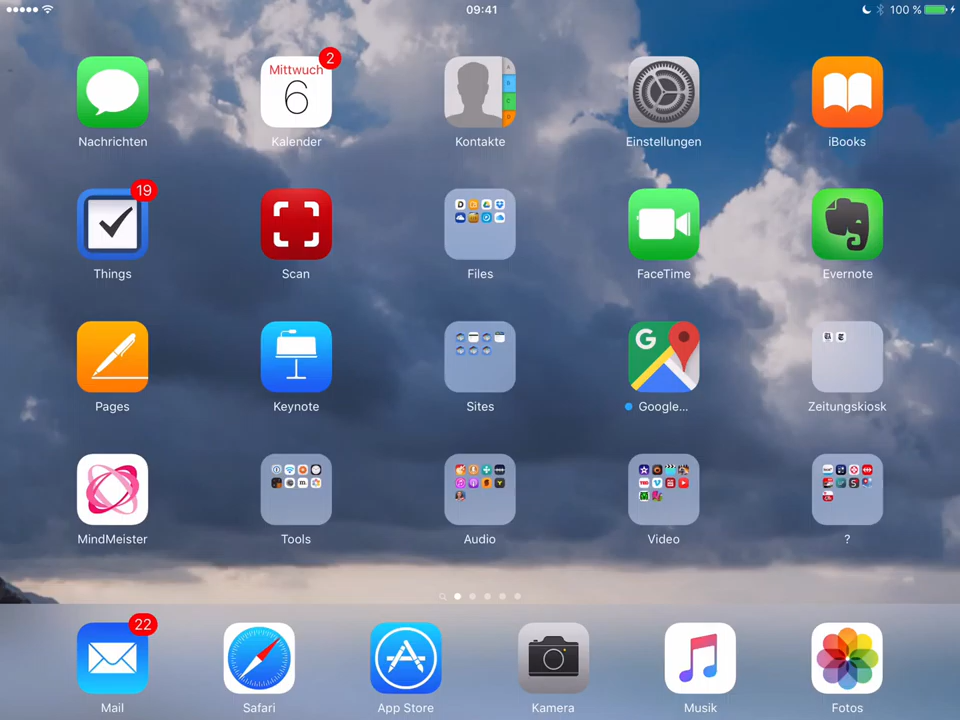 09:41
100 %
Mittwoch
2
6
Nachrichten
Kalender
Kontakte
Einstellungen
iBooks
19
Things
Scan
Files
FaceTime
Evernote
G
Pages
Keynote
Sites
Google...
Zeitungskiosk
MindMeister
Tools
Audio
Video
?
22
Mail
Safari
App Store
Kamera
Musik
Fotos